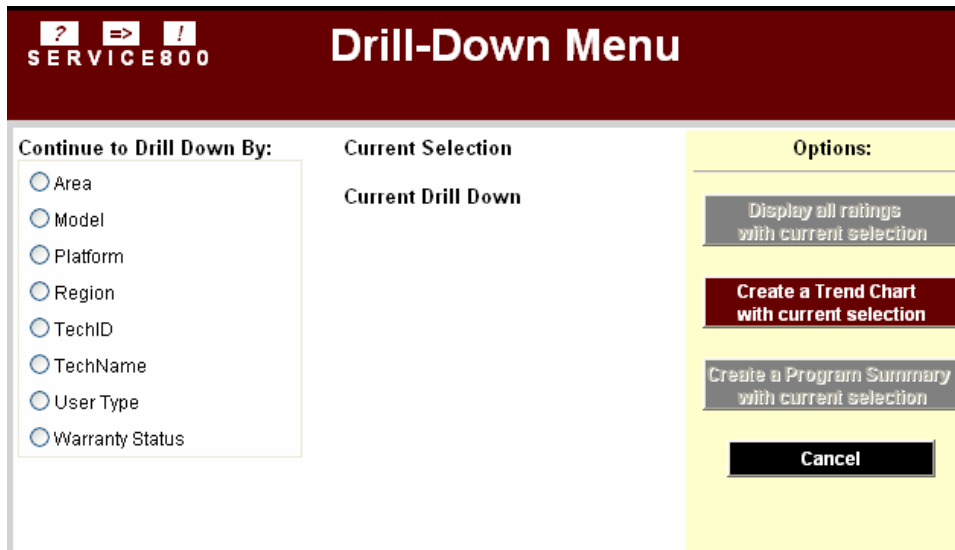 ? => !
SERVICE800
Drill-Down Menu
Continue to Drill Down By:
Area
Model
Platform
Region
TechID
TechName
User Type
Warranty Status
Current Selection
Current Drill Down
Options:
Display all ratings
with current selection
Create a Trend Chart
with current selection
Create a Program Summary
with current selection
Cancel